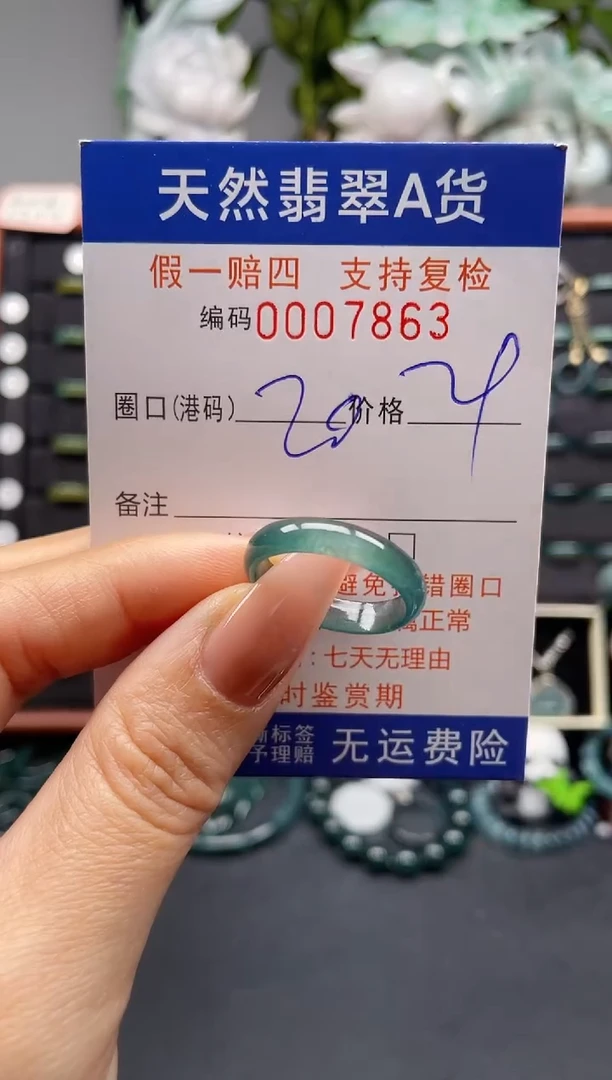 天然翡翠A货
假一赔四 支持复检
编码0007863
圈口(港码) 20 价格
备注
避免 错圈口
正常
:七天无理由
时鉴赏期
标签
予理赔 无运费险